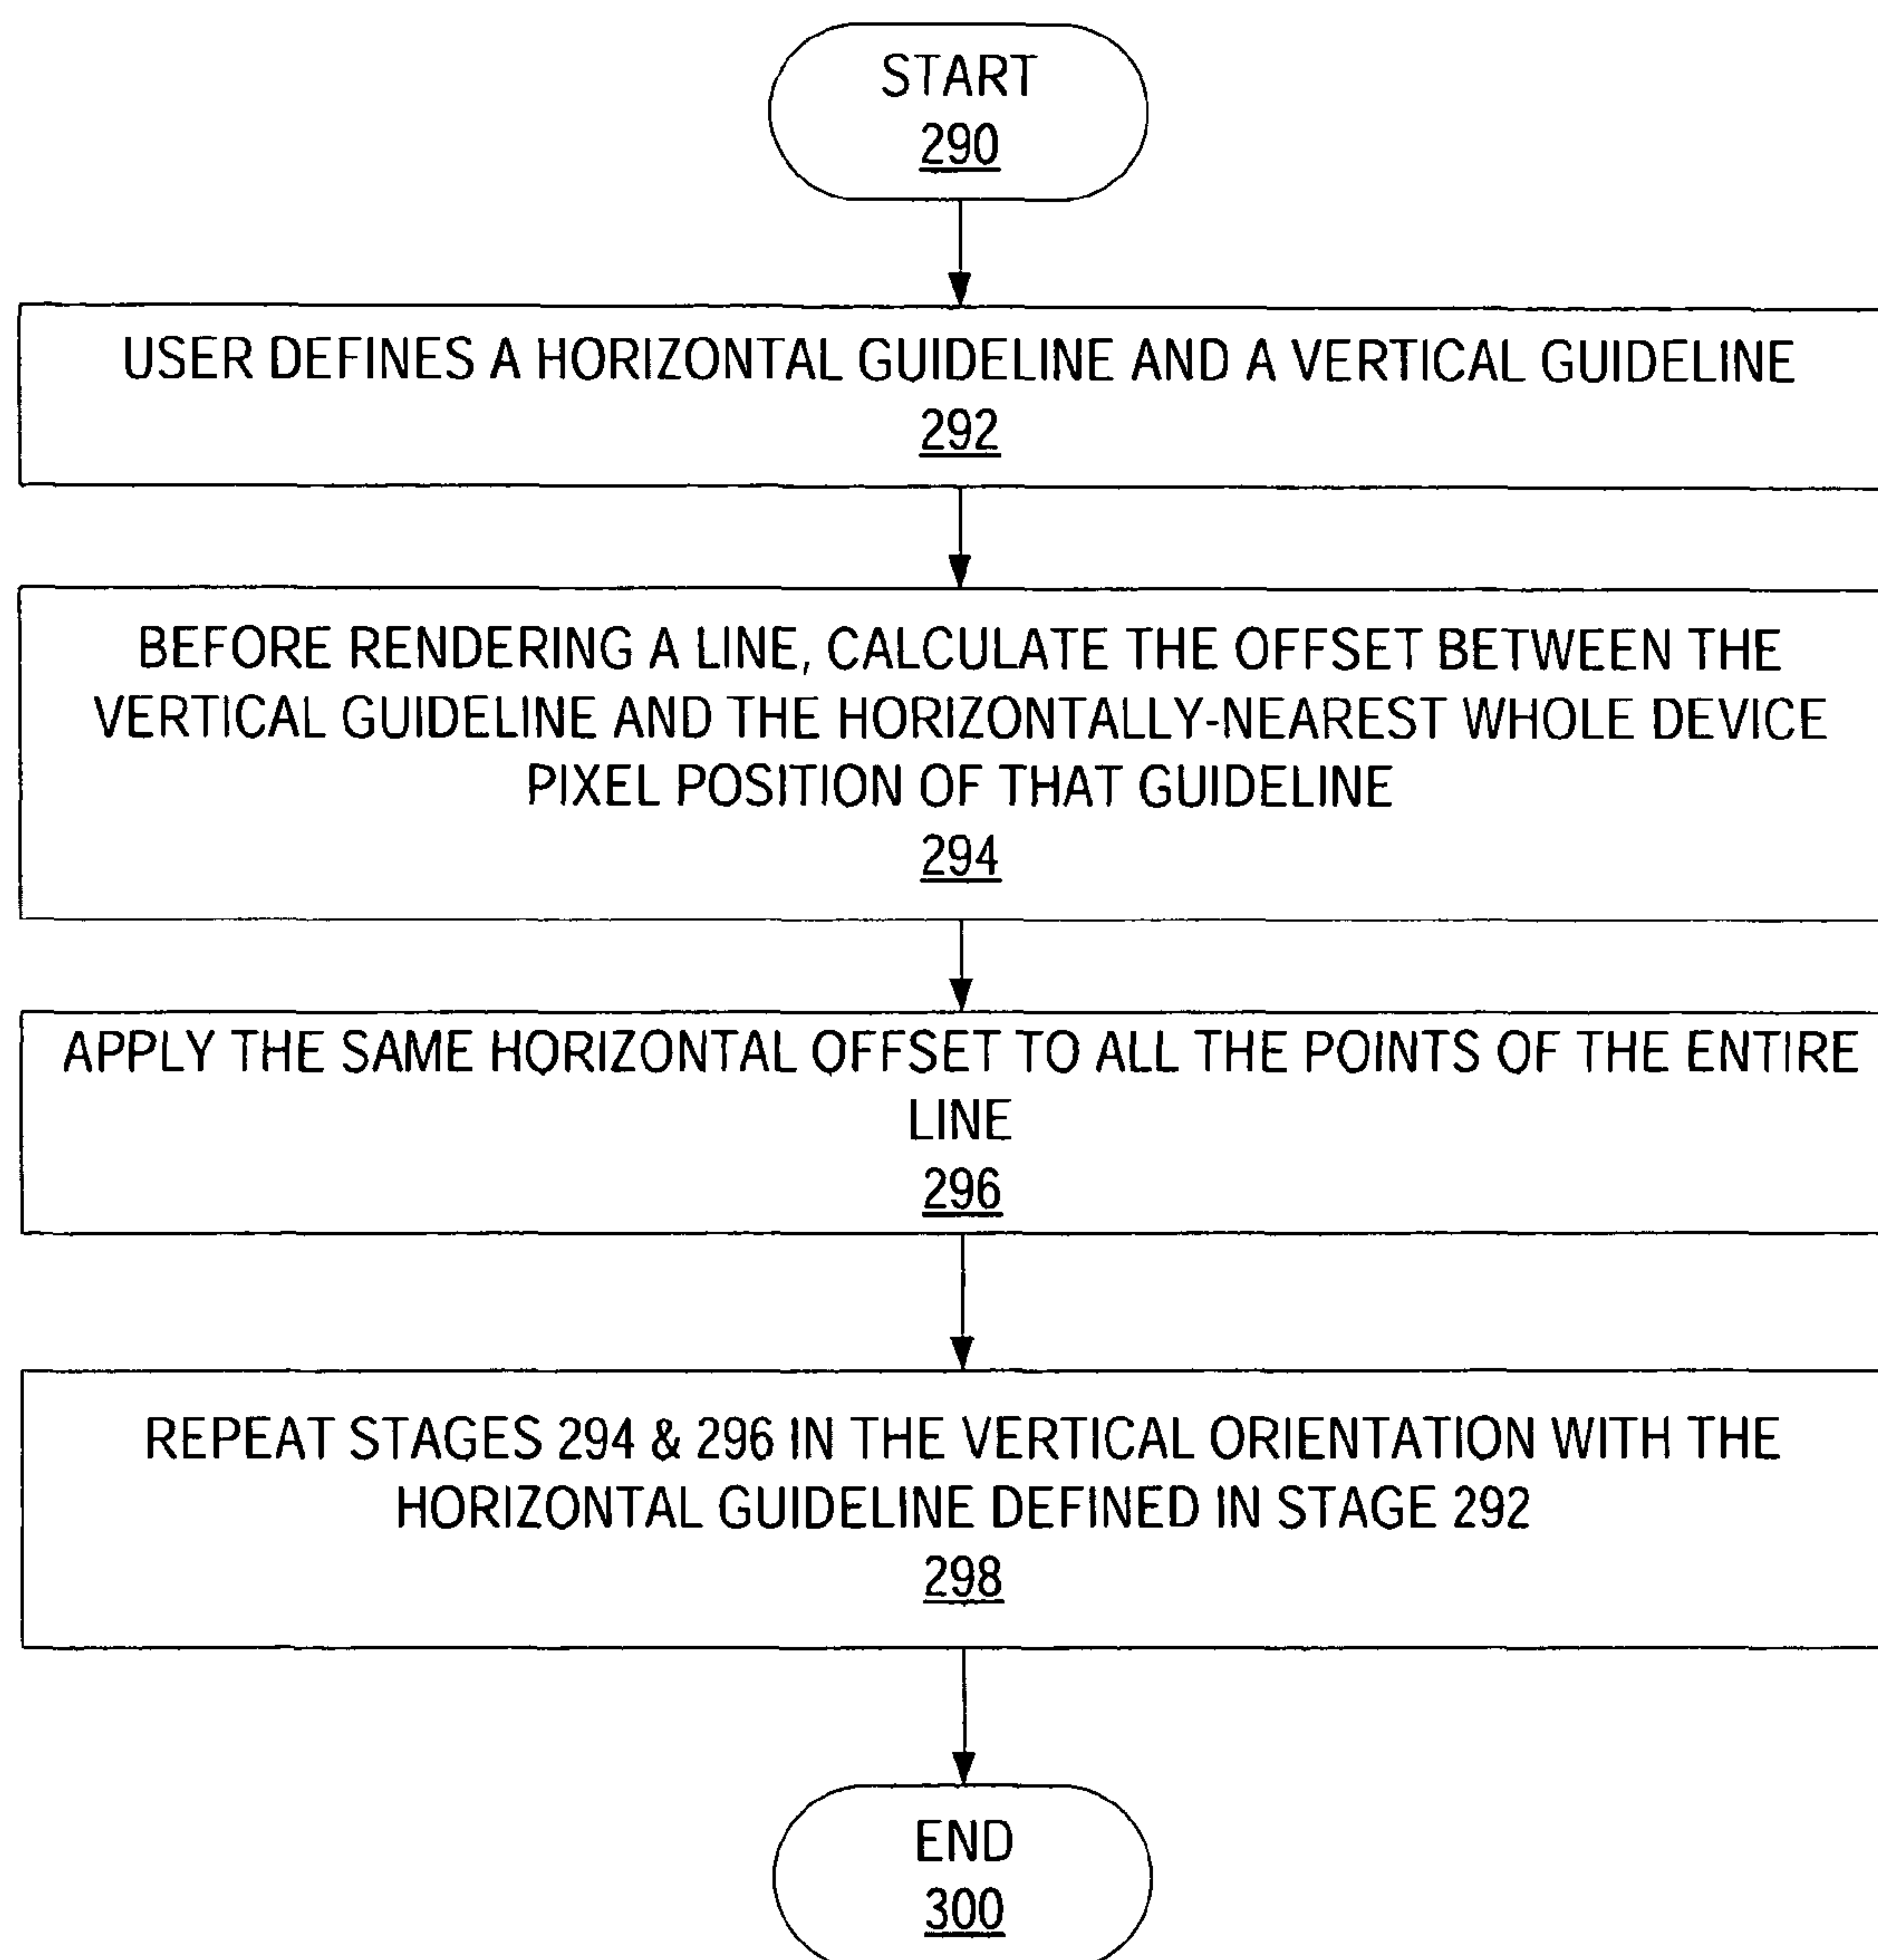 START
290
USER DEFINES A HORIZONTAL GUIDELINE AND A VERTICAL GUIDELINE
292
BEFORE RENDERING A LINE, CALCULATE THE OFFSET BETWEEN THE
VERTICAL GUIDELINE AND THE HORIZONTALLY-NEAREST WHOLE DEVICE
PIXEL POSITION OF THAT GUIDELINE
294
APPLY THE SAME HORIZONTAL OFFSET TO ALL THE POINTS OF THE ENTIRE
LINE
296
REPEAT STAGES 294 & 296 IN THE VERTICAL ORIENTATION WITH THE
HORIZONTAL GUIDELINE DEFINED IN STAGE 292
298
END
300